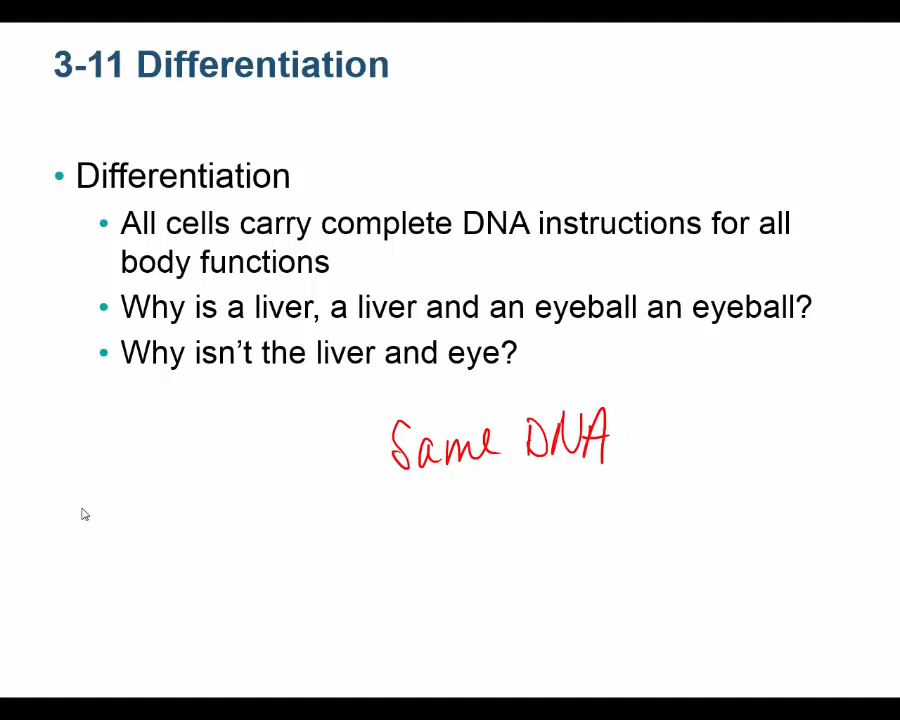 3-11 Differentiation
• Differentiation
• All cells carry complete DNA instructions for all
body functions
• Why is a liver, a liver and an eyeball an eyeball?
• Why isn’t the liver and eye?
Same DNA